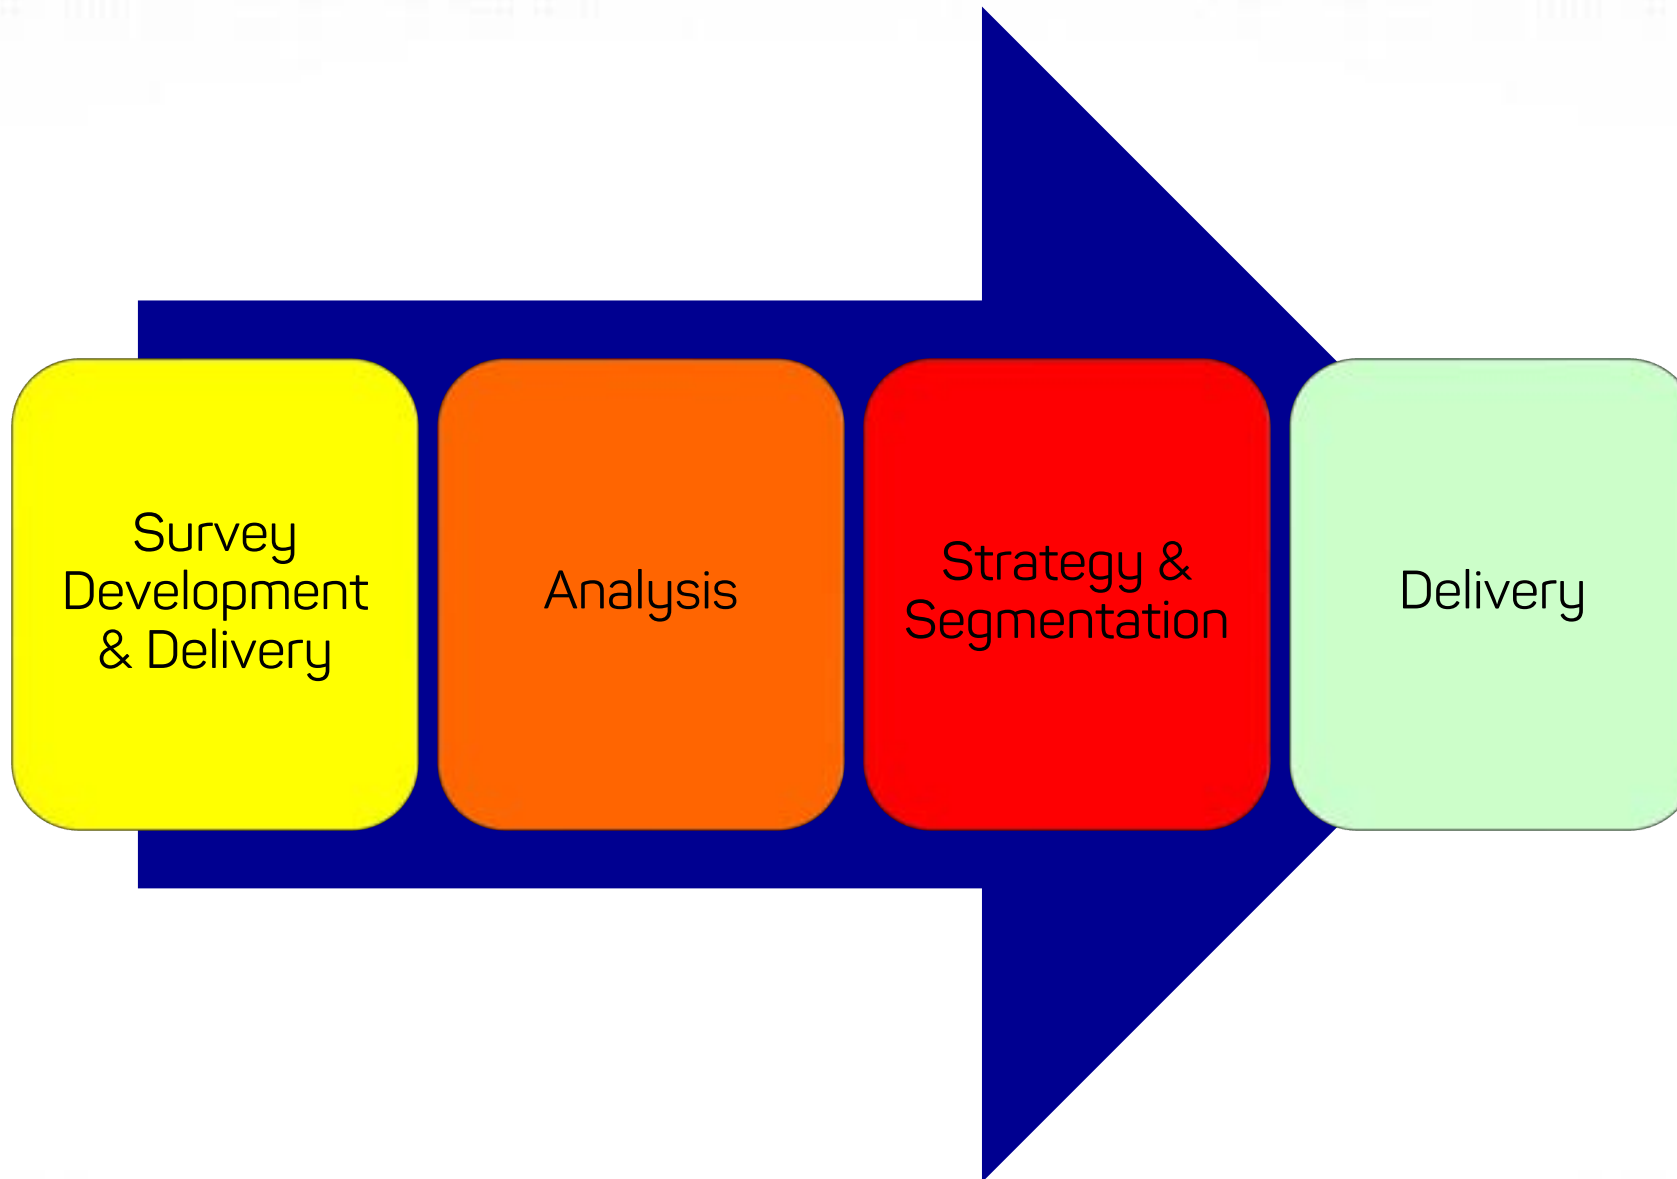 Survey
Development
& Delivery
Analysis
Strategy &
Segmentation
Delivery